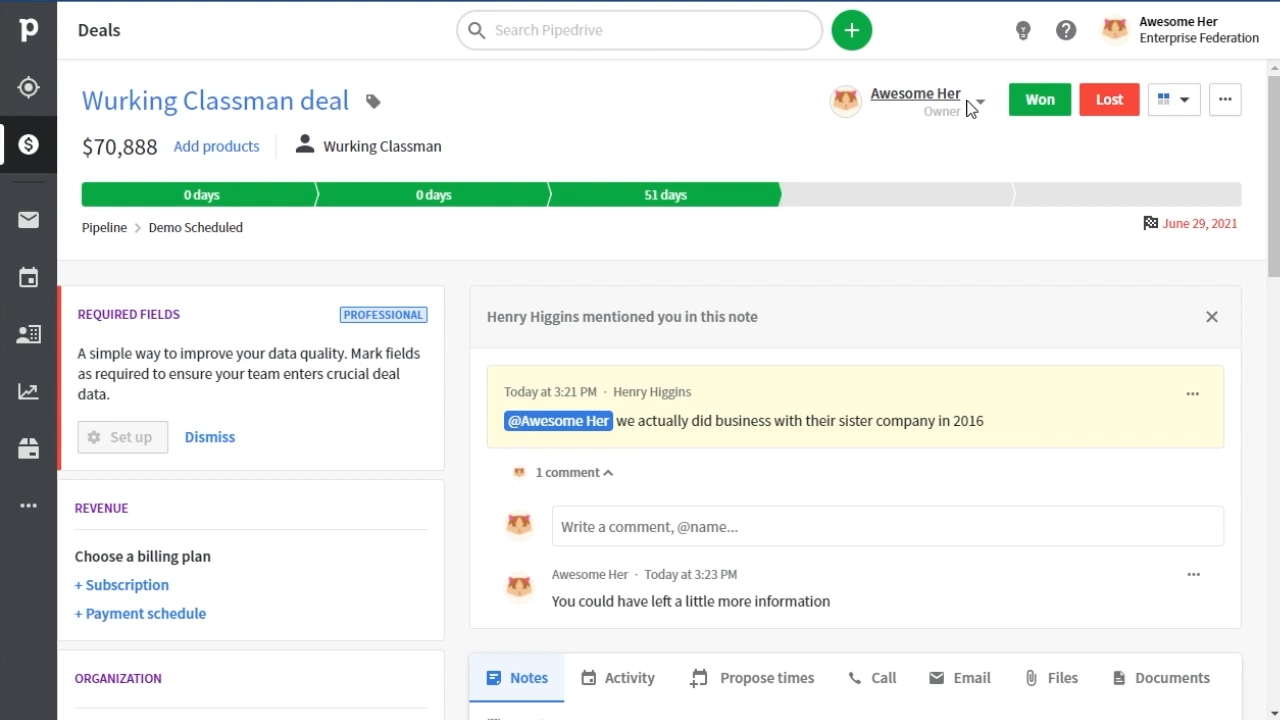 p
Deals
Search Pipedrive
Awesome Her
Enterprise Federation
Wurking Classman deal
Awesome Her
Owner
Won
Lost
$70,888
Add products
Wurking Classman
0 days
0 days
51 days
Pipeline > Demo Scheduled
June 29, 2021
REQUIRED FIELDS
PROFESSIONAL
A simple way to improve your data quality. Mark fields
as required to ensure your team enters crucial deal
data.
Set up
Dismiss
REVENUE
Choose a billing plan
+ Subscription
+ Payment schedule
ORGANIZATION
Henry Higgins mentioned you in this note
Today at 3:21 PM · Henry Higgins
@Awesome Her we actually did business with their sister company in 2016
1 comment
Write a comment, @name...
Awesome Her · Today at 3:23 PM
You could have left a little more information
Notes
Activity
Propose times
Call
Email
Files
Documents